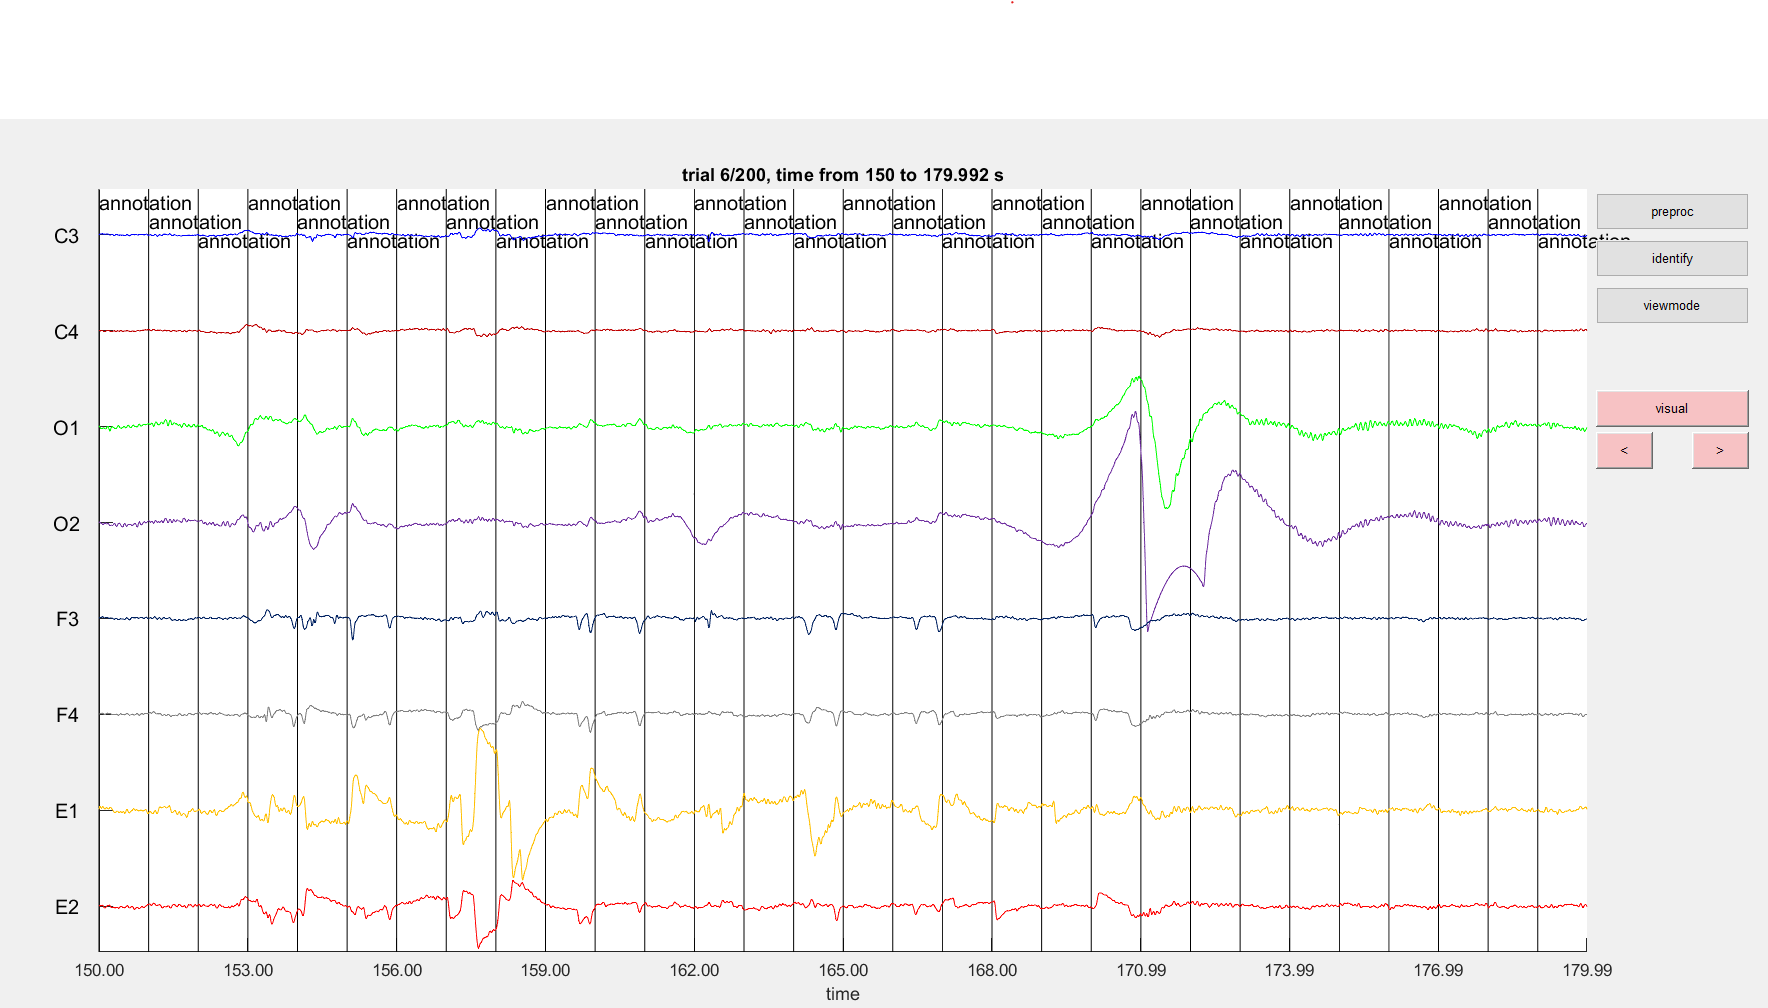 trial 6/200, time from 150 to 179.992 s
annotation annotation annotation annotation annotation annotation annotation annotation annotation annotation
annotation annotation annotation annotation annotation annotation annotation annotation annotation annotation
annotation annotation annotation annotation annotation annotation annotation annotation annotation annotation
C3
C4
O1
O2
F3
F4
E1
E2
150.00 153.00 156.00 159.00 162.00 165.00 168.00 170.99 173.99 176.99 179.99
time
preproc
identify
viewmode
visual
< >